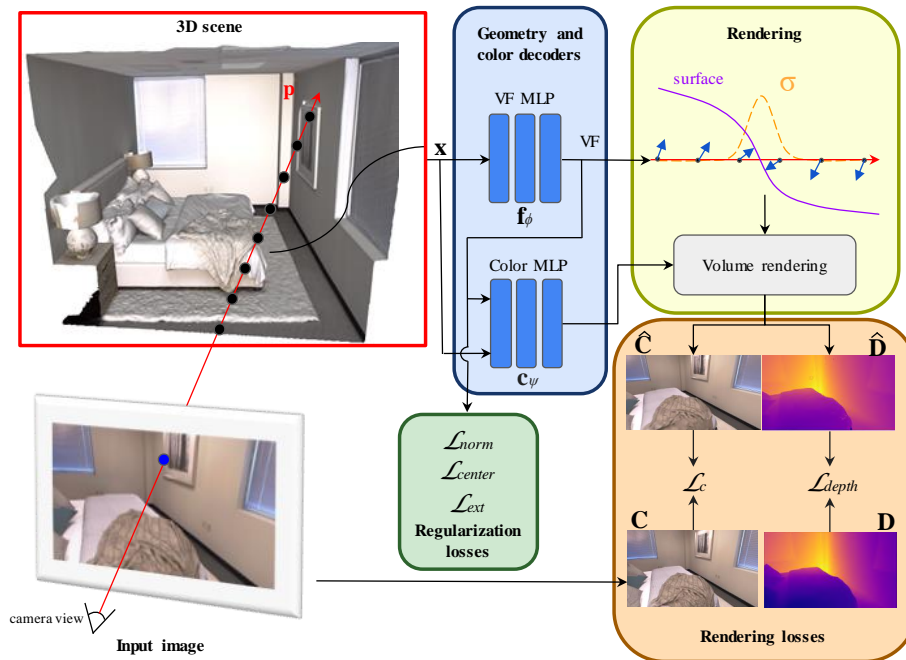 3D scene
p
x
Geometry and
color decoders
VF MLP
VF
f_ϕ
Color MLP
c_ψ
Rendering
surface
σ
Volume rendering
Ĉ
D̂
ℒ_c
ℒ_depth
C
D
Rendering losses
ℒ_norm
ℒ_center
ℒ_ext
Regularization
losses
camera view
Input image